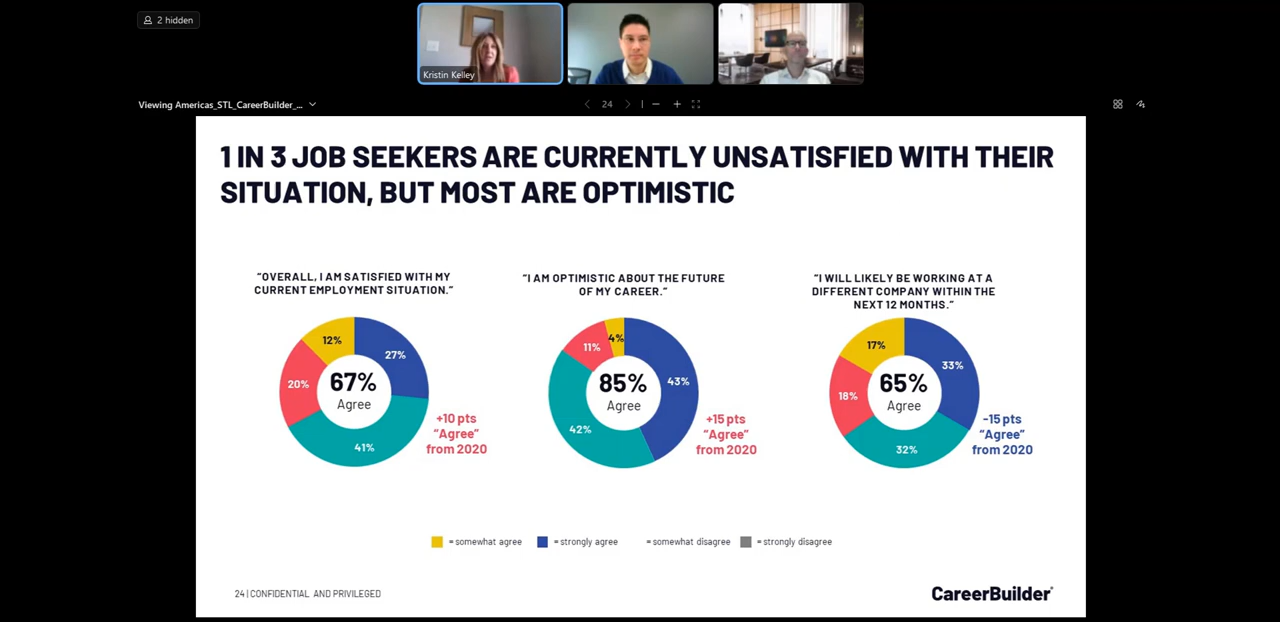 2 hidden
Kristin Kelley
Viewing Americas_STL_CareerBuilder_...
24
1 IN 3 JOB SEEKERS ARE CURRENTLY UNSATISFIED WITH THEIR
SITUATION, BUT MOST ARE OPTIMISTIC
“OVERALL, I AM SATISFIED WITH MY
CURRENT EMPLOYMENT SITUATION.”
12%
27%
20%
67%
Agree
41%
+10 pts
“Agree”
from 2020
“I AM OPTIMISTIC ABOUT THE FUTURE
OF MY CAREER.”
4%
11%
43%
85%
Agree
42%
+15 pts
“Agree”
from 2020
“I WILL LIKELY BE WORKING AT A
DIFFERENT COMPANY WITHIN THE
NEXT 12 MONTHS.”
17%
33%
18%
65%
Agree
32%
-15 pts
“Agree”
from 2020
= somewhat agree = strongly agree = somewhat disagree = strongly disagree
24 | CONFIDENTIAL AND PRIVILEGED
CareerBuilder®